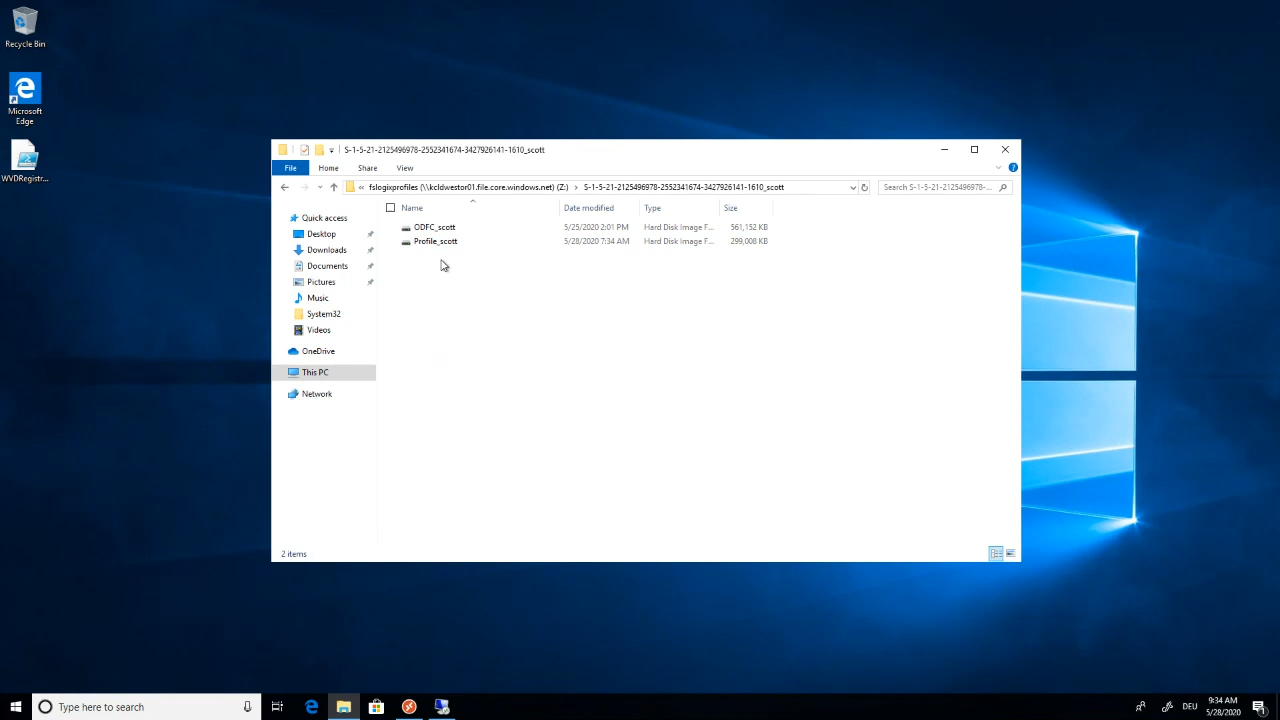 Recycle Bin
Microsoft
Edge
WVDRegistr...
S-1-5-21-2125496978-2552341674-3427926141-1610_scott
File Home Share View
« fslogixprofiles (\\kcldwestor01.file.core.windows.net) (Z:) › S-1-5-21-2125496978-2552341674-3427926141-1610_scott
Search S-1-5-21-2125496978-...
Name Date modified Type Size
ODFC_scott 5/25/2020 2:01 PM Hard Disk Image F... 561,152 KB
Profile_scott 5/28/2020 7:34 AM Hard Disk Image F... 299,008 KB
Quick access
Desktop
Downloads
Documents
Pictures
Music
System32
Videos
OneDrive
This PC
Network
2 items
Type here to search
DEU
9:34 AM
5/28/2020
1